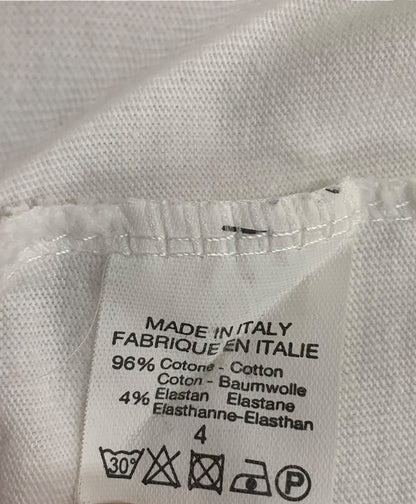 MADE IN ITALY
FABRIQUE EN ITALIE
96% Cotone - Cotton
Coton - Baumwolle
4% Elastan Elastane
Elasthanne-Elasthan
4
30° P